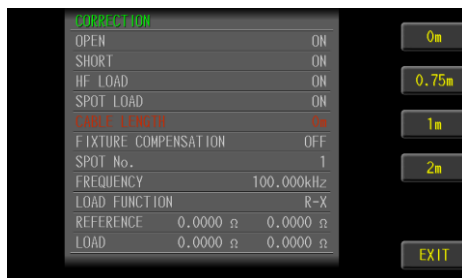 CORRECTION
OPEN ON
SHORT ON
HF LOAD ON
SPOT LOAD ON
CABLE LENGTH 0m
FIXTURE COMPENSATION OFF
SPOT No. 1
FREQUENCY 100.000kHz
LOAD FUNCTION R-X
REFERENCE 0.0000 Ω 0.0000 Ω
LOAD 0.0000 Ω 0.0000 Ω
0m
0.75m
1m
2m
EXIT